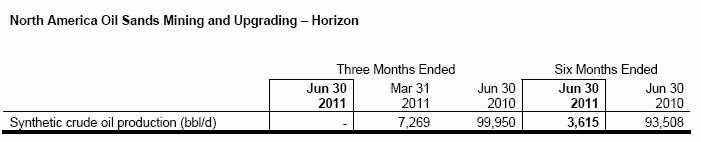 North America Oil Sands Mining and Upgrading – Horizon
Three Months Ended Six Months Ended
Jun 30 Mar 31 Jun 30 Jun 30 Jun 30
2011 2011 2010 2011 2010
Synthetic crude oil production (bbl/d) - 7,269 99,950 3,615 93,508